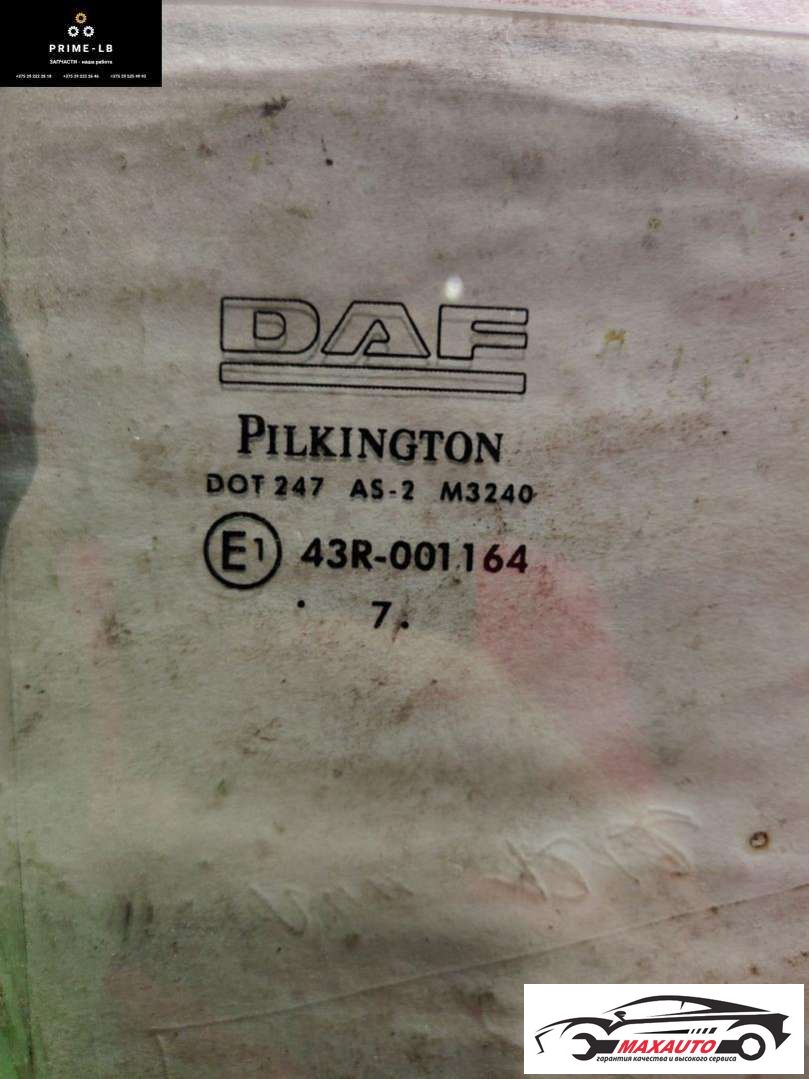 PRIME-LB
ЗАПЧАСТИ - наша работа
DAF
PILKINGTON
DOT 247 AS-2 M3240
E1 43R-001164
. 7.
MAXAUTO
гарантия качества и высокого сервиса